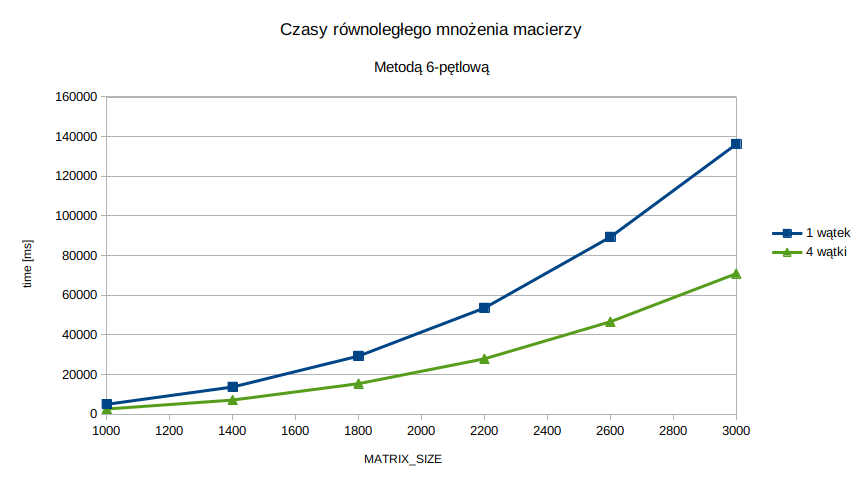 Czasy równoległego mnożenia macierzy
Metodą 6-pętlową
160000
140000
120000
100000
80000
60000
40000
20000
0
time [ms]
1000 1200 1400 1600 1800 2000 2200 2400 2600 2800 3000
MATRIX_SIZE
1 wątek
4 wątki